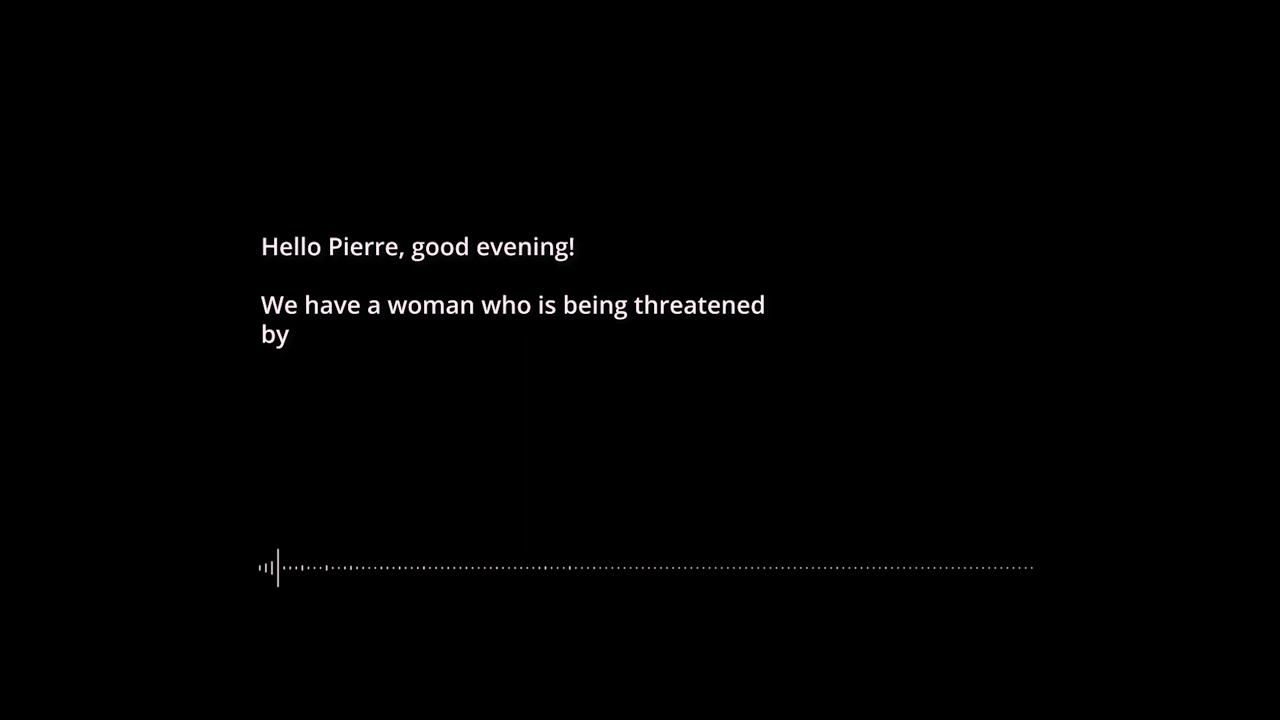 Hello Pierre, good evening!
We have a woman who is being threatened
by